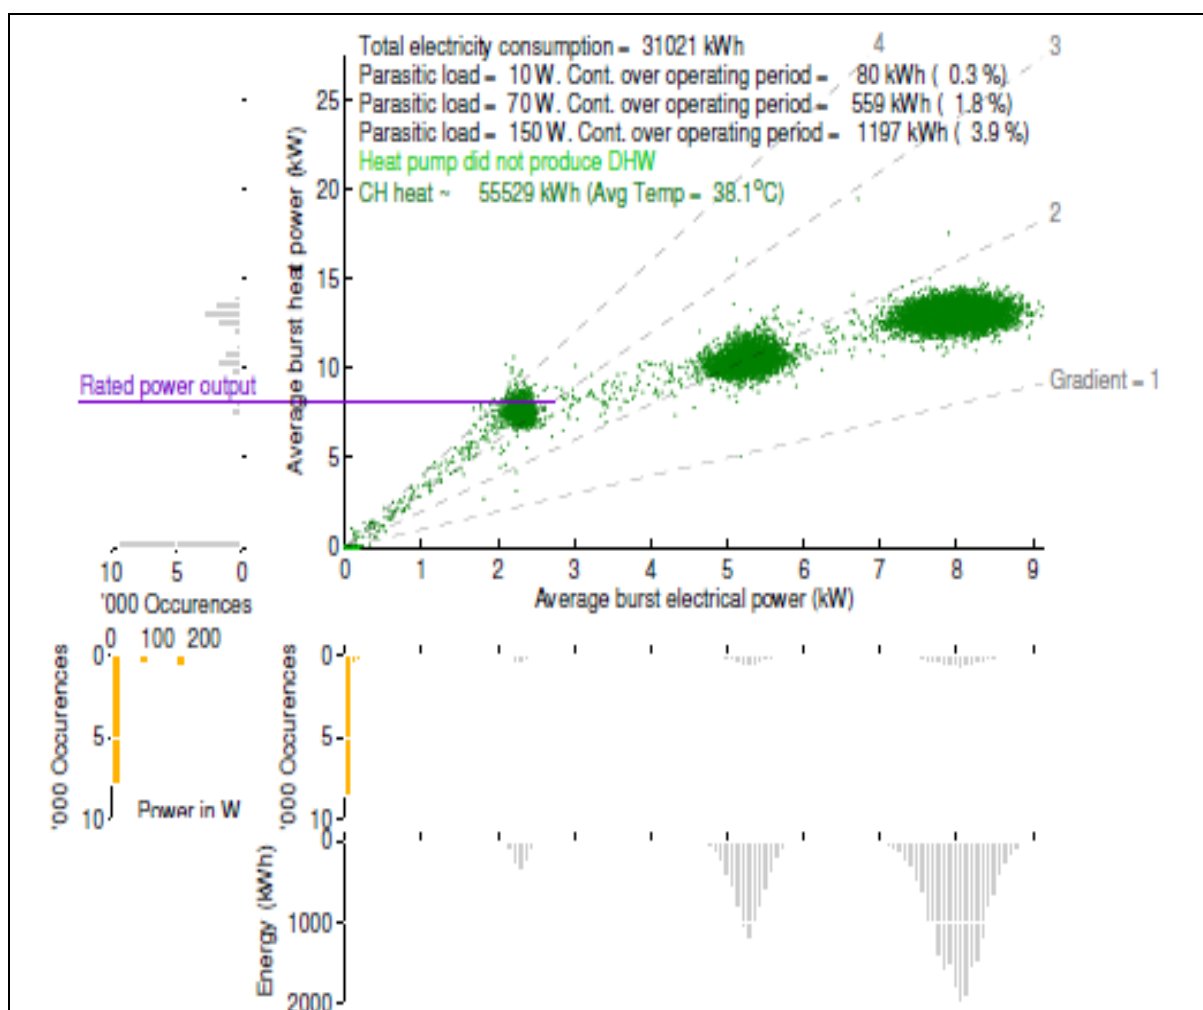 Total electricity consumption = 31021 kWh
Parasitic load = 10 W. Cont. over operating period = 80 kWh ( 0.3 %)
Parasitic load = 70 W. Cont. over operating period = 559 kWh ( 1.8 %)
Parasitic load = 150 W. Cont. over operating period = 1197 kWh ( 3.9 %)
Heat pump did not produce DHW
CH heat ~ 55529 kWh (Avg Temp = 38.1°C)
4
3
2
Gradient = 1
Rated power output
Average burst heat power (kW)
25
20
15
10
5
0
0 1 2 3 4 5 6 7 8 9
Average burst electrical power (kW)
10 5 0
'000 Occurences
0 100 200
'000 Occurences
0
5
10
Power in W
'000 Occurences
0
5
10
Energy (kWh)
0
1000
2000